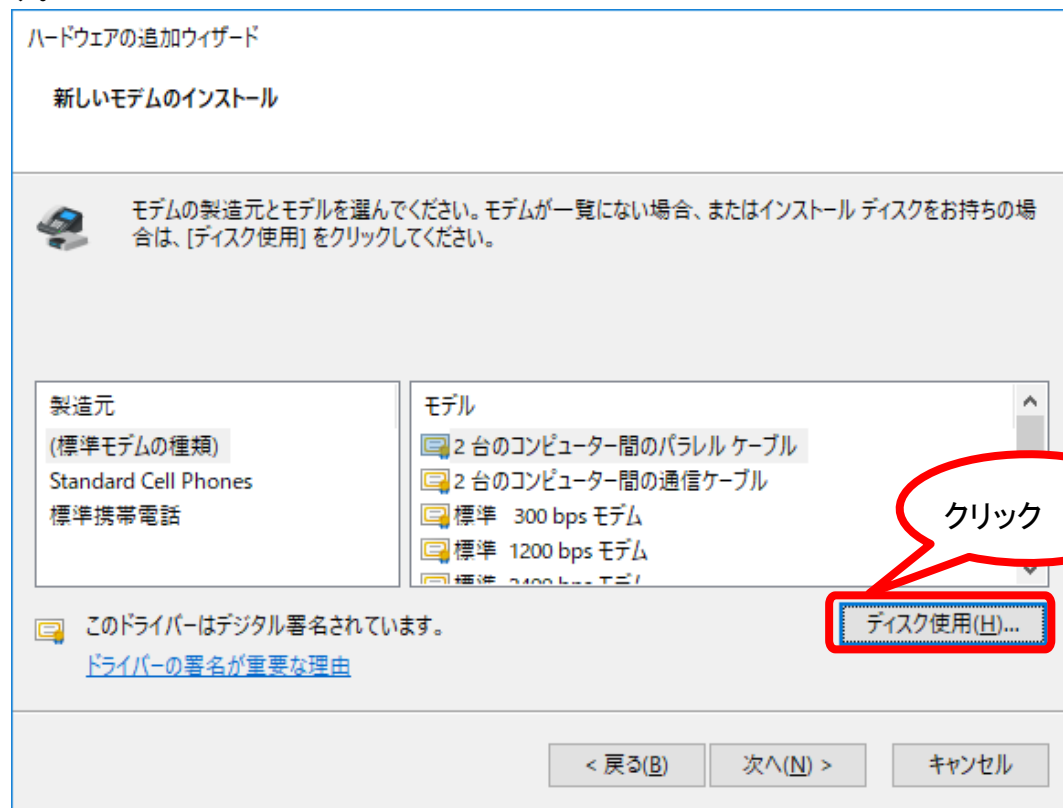 ハードウェアの追加ウィザード
新しいモデムのインストール
モデムの製造元とモデルを選んでください。モデムが一覧にない場合、またはインストール ディスクをお持ちの場
合は、[ディスク使用] をクリックしてください。
製造元
(標準モデムの種類)
Standard Cell Phones
標準携帯電話
モデル
2 台のコンピューター間のパラレル ケーブル
2 台のコンピューター間の通信ケーブル
標準 300 bps モデム
標準 1200 bps モデム
標準 2400 bps モデム
クリック
このドライバーはデジタル署名されています。
ディスク使用(H)...
ドライバーの署名が重要な理由
< 戻る(B)
次へ(N) >
キャンセル